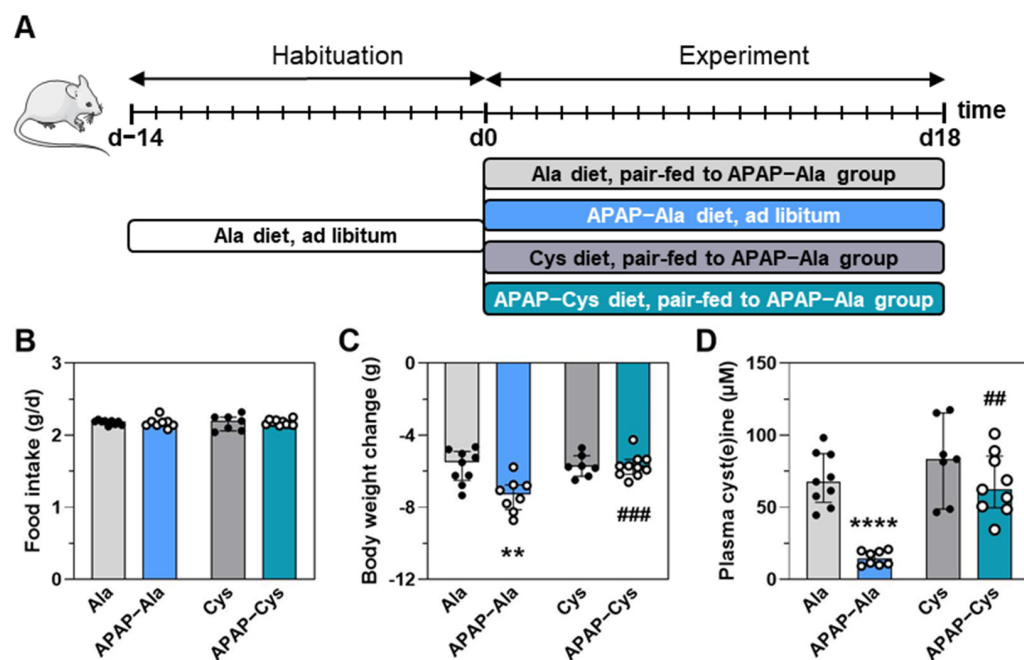 A
Habituation
Experiment
time
d−14
d0
d18
Ala diet, pair-fed to APAP−Ala group
APAP−Ala diet, ad libitum
Ala diet, ad libitum
Cys diet, pair-fed to APAP−Ala group
APAP−Cys diet, pair-fed to APAP−Ala group
B
Food intake (g/d)
3
2
1
0
Ala
APAP−Ala
Cys
APAP−Cys
C
Body weight change (g)
0
-4
-8
-12
**
###
Ala
APAP−Ala
Cys
APAP−Cys
D
Plasma cyst(e)ine (µM)
150
100
50
0
****
##
Ala
APAP−Ala
Cys
APAP−Cys